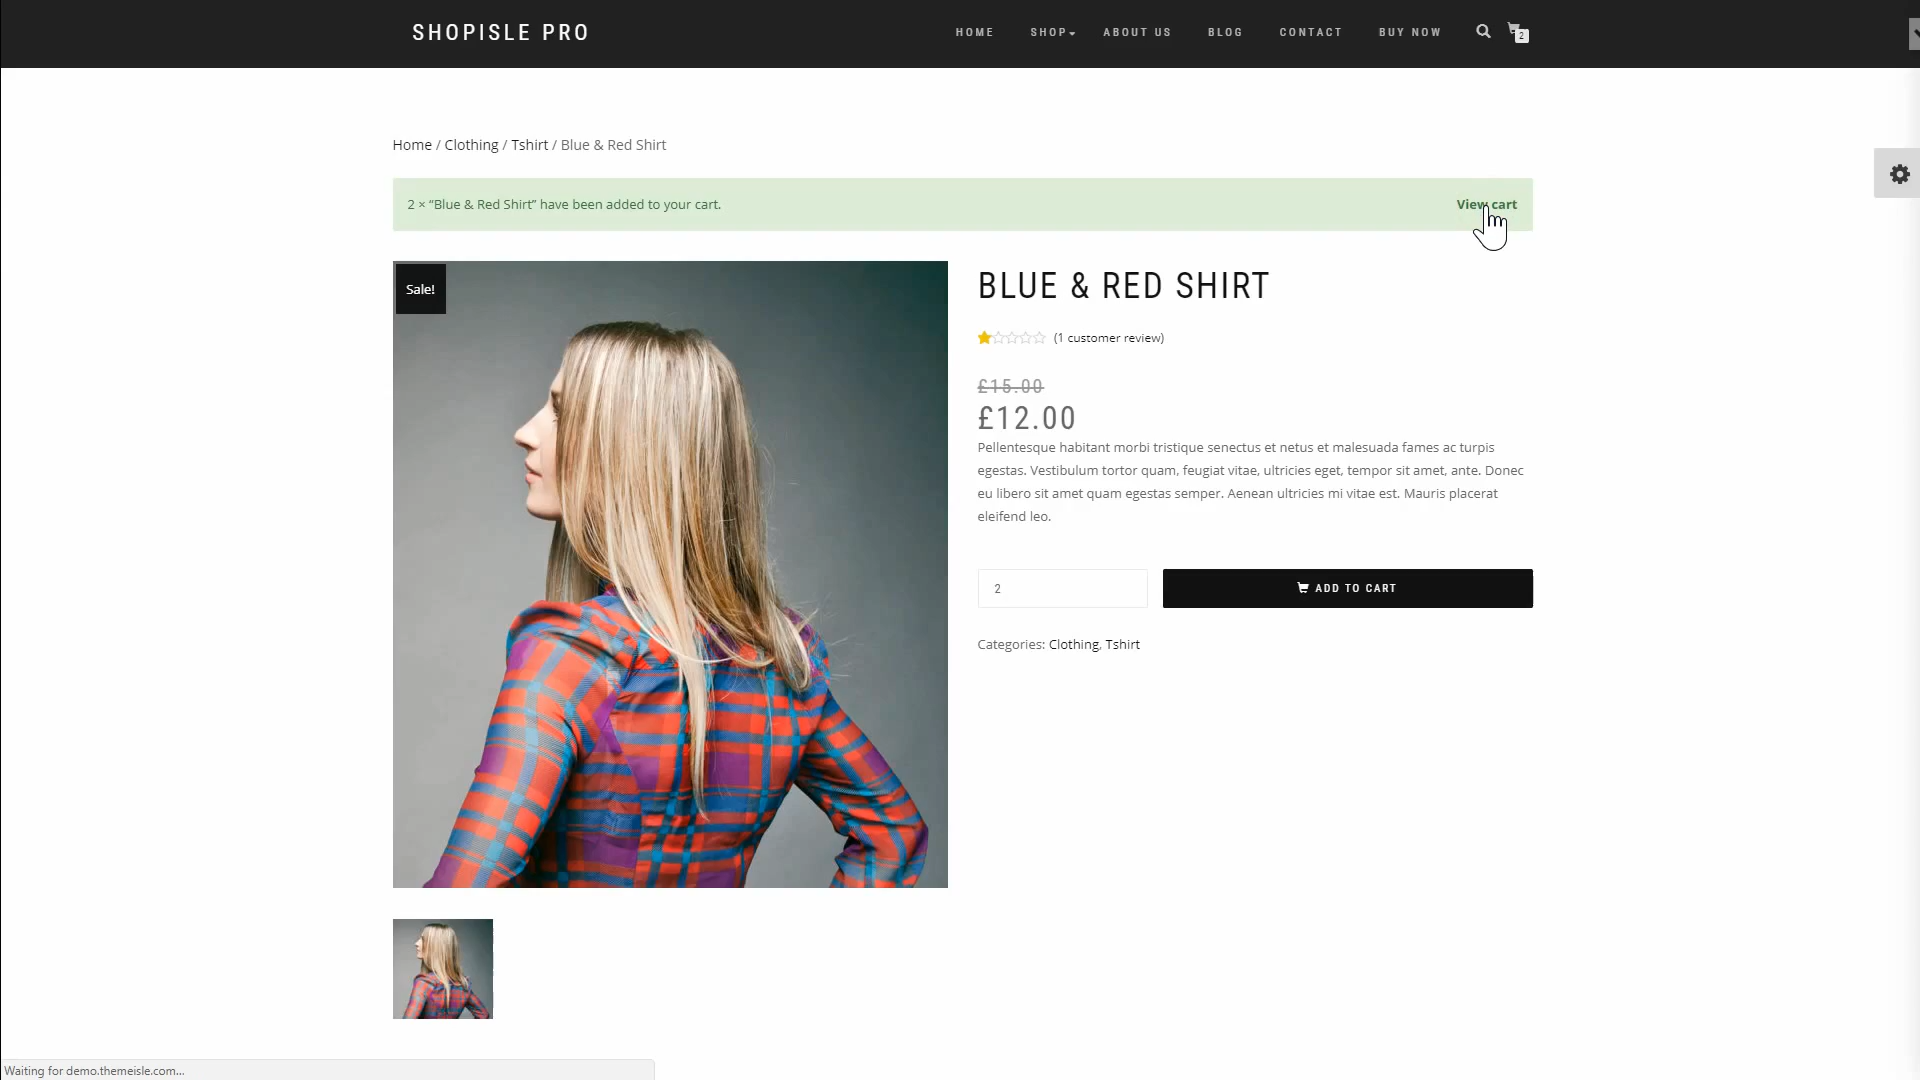 SHOPISLE PRO
HOME SHOP ABOUT US BLOG CONTACT BUY NOW 2
Home / Clothing / Tshirt / Blue & Red Shirt
2 × “Blue & Red Shirt” have been added to your cart. View cart
Sale!
BLUE & RED SHIRT
(1 customer review)
£15.00
£12.00
Pellentesque habitant morbi tristique senectus et netus et malesuada fames ac turpis
egestas. Vestibulum tortor quam, feugiat vitae, ultricies eget, tempor sit amet, ante. Donec
eu libero sit amet quam egestas semper. Aenean ultricies mi vitae est. Mauris placerat
eleifend leo.
2 ADD TO CART
Categories: Clothing, Tshirt
Waiting for demo.themeisle.com...